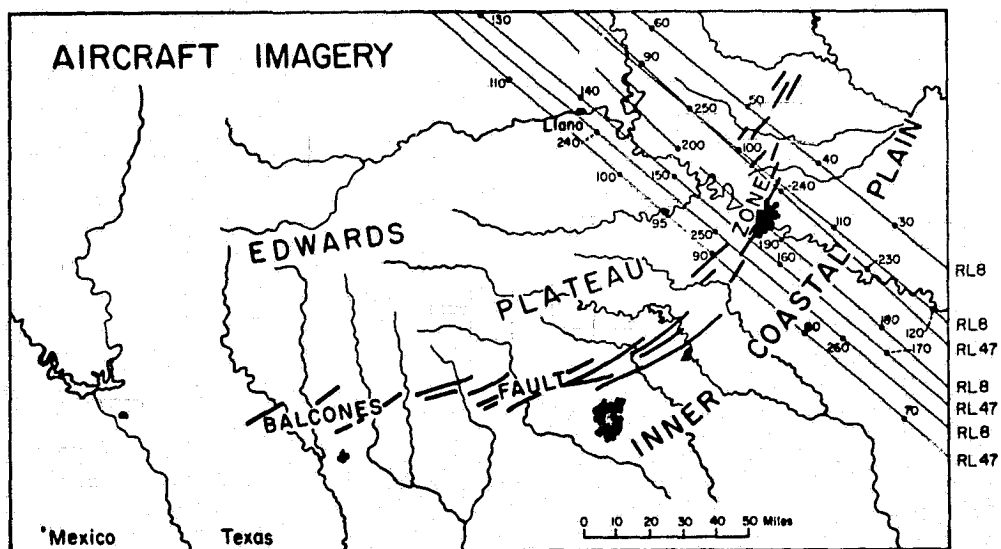 AIRCRAFT IMAGERY
130
60
110
140
90
250
50
Llano
240
200
100
40
PLAIN
100
150
240
ZONE
95
30
EDWARDS
110
250
190
90
160
230
RL8
PLATEAU
COASTAL
180
120
RL8
80
260
170
RL47
BALCONES
FAULT
RL8
INNER
70
RL47
RL8
RL47
0 10 20 30 40 50 Miles
Mexico
Texas